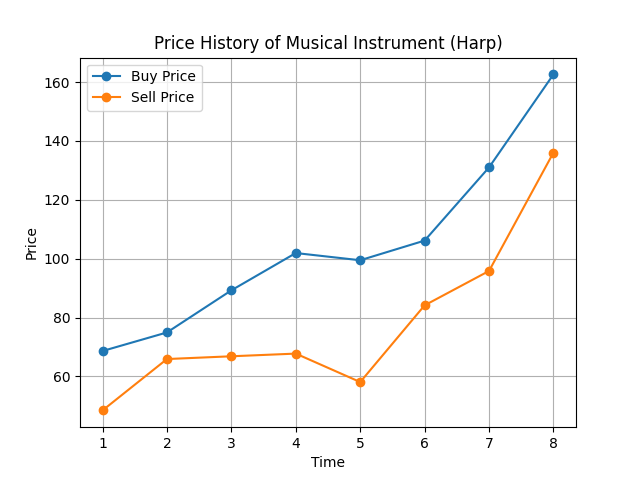 Price History of Musical Instrument (Harp)
Buy Price
Sell Price
160
140
120
100
80
60
Price
1 2 3 4 5 6 7 8
Time